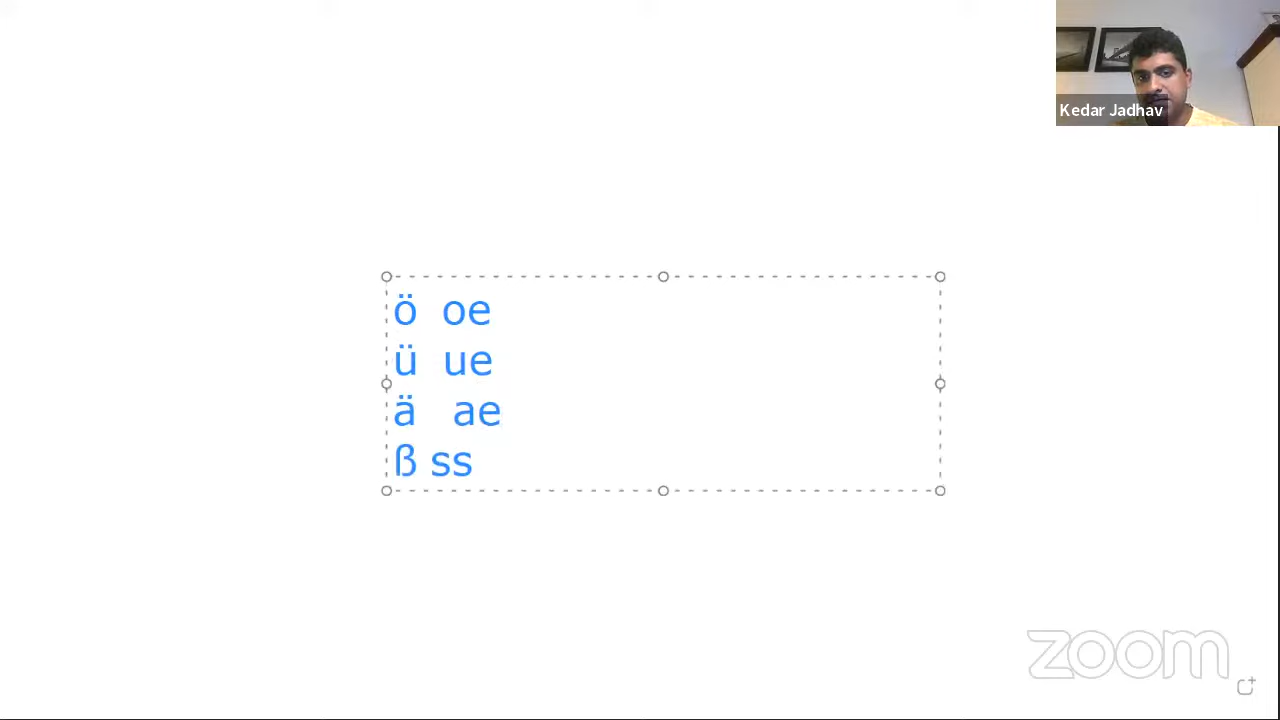 Kedar Jadhav
ö oe
ü ue
ä ae
ß ss
zoom